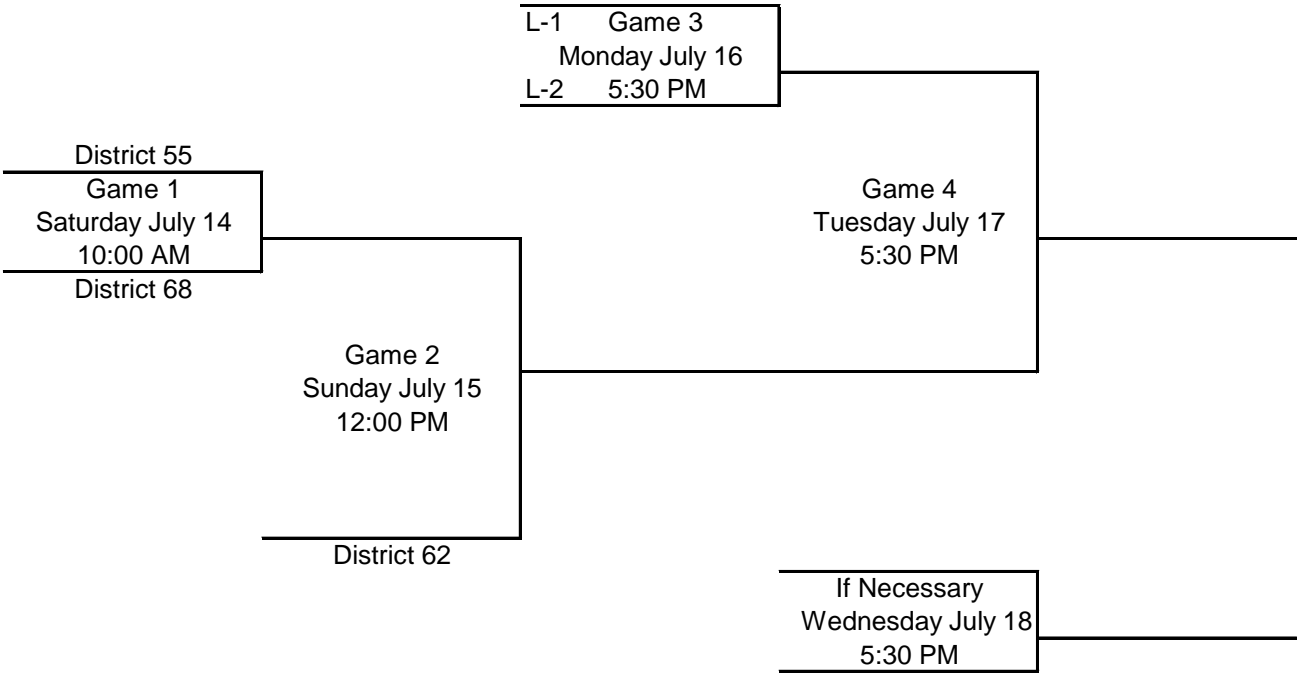 L-1 Game 3
Monday July 16
L-2 5:30 PM
District 55
Game 1
Saturday July 14
10:00 AM
District 68
Game 4
Tuesday July 17
5:30 PM
Game 2
Sunday July 15
12:00 PM
District 62
If Necessary
Wednesday July 18
5:30 PM